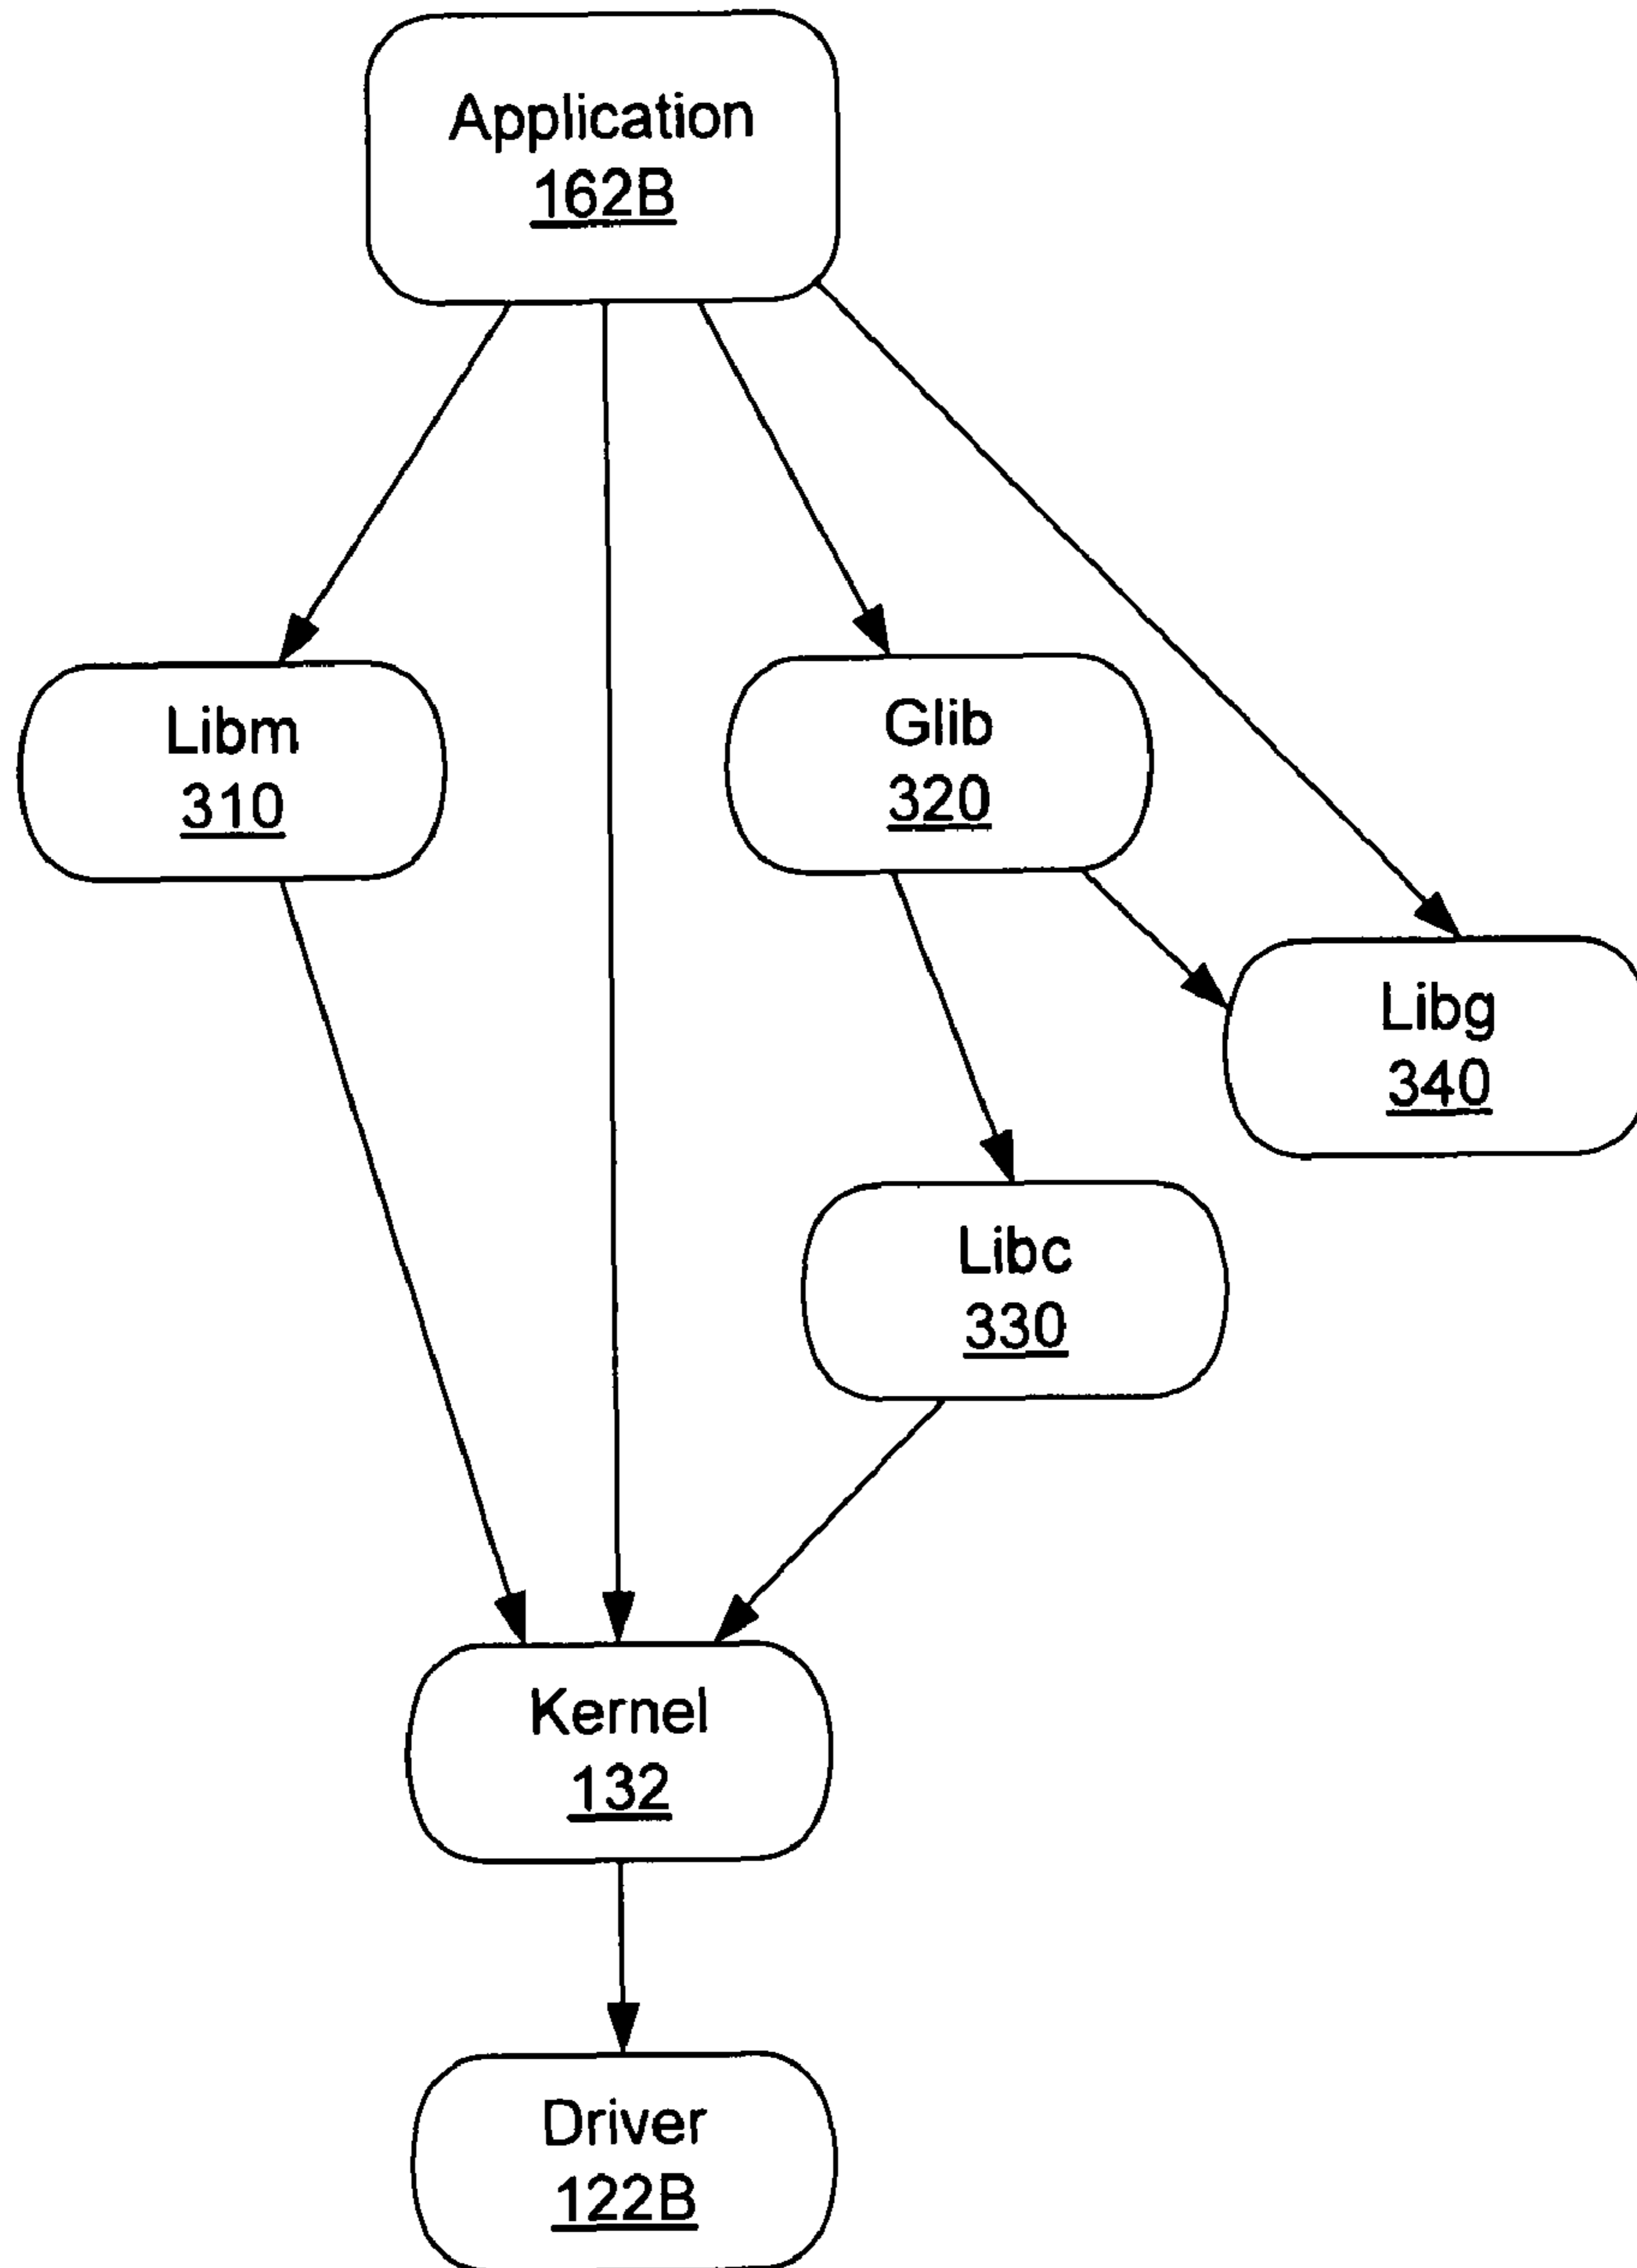 Application
162B
Libm
310
Glib
320
Libg
340
Libc
330
Kernel
132
Driver
122B